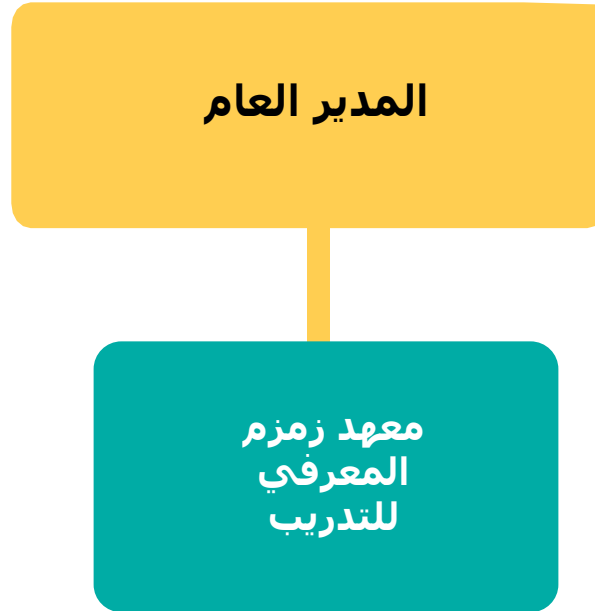 المدير العام
معهد زمزم
المعرفي
للتدريب